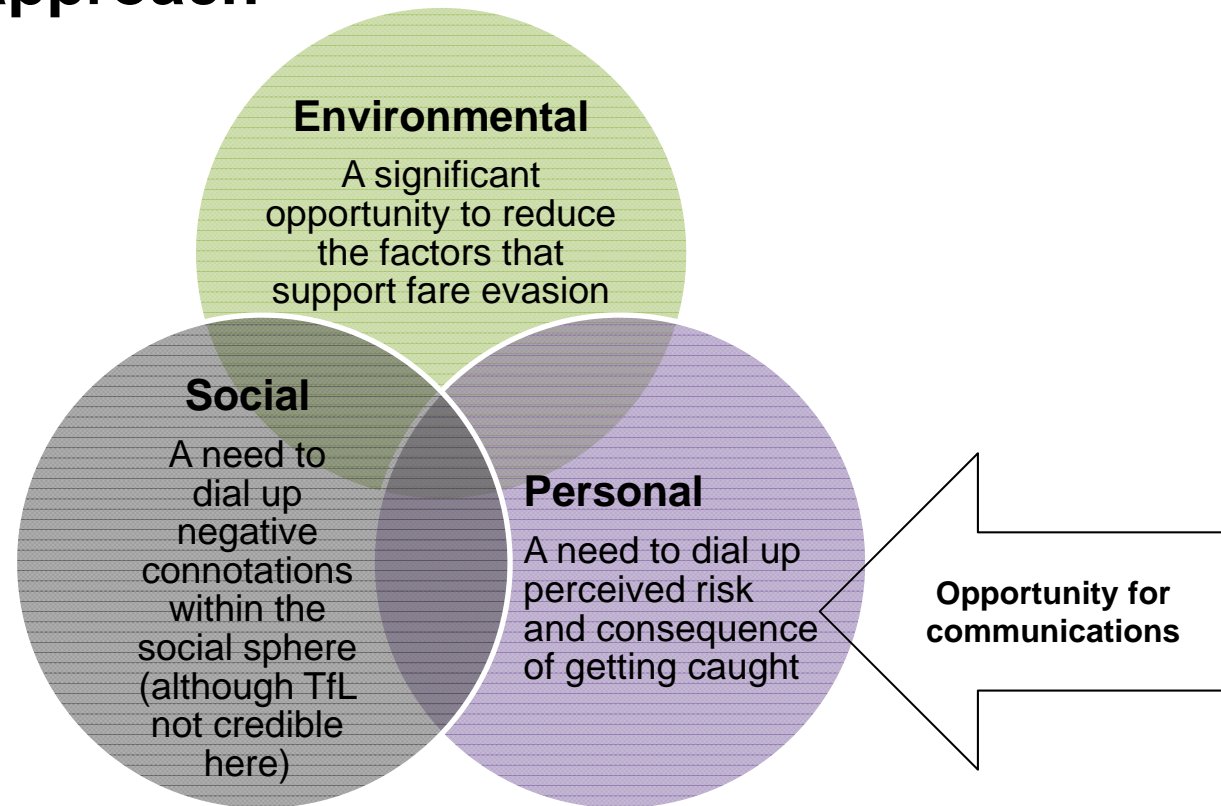 approach
Environmental
A significant
opportunity to reduce
the factors that
support fare evasion
Social
A need to
dial up
negative
connotations
within the
social sphere
(although TfL
not credible
here)
Personal
A need to dial up
perceived risk
and consequence
of getting caught
Opportunity for
communications